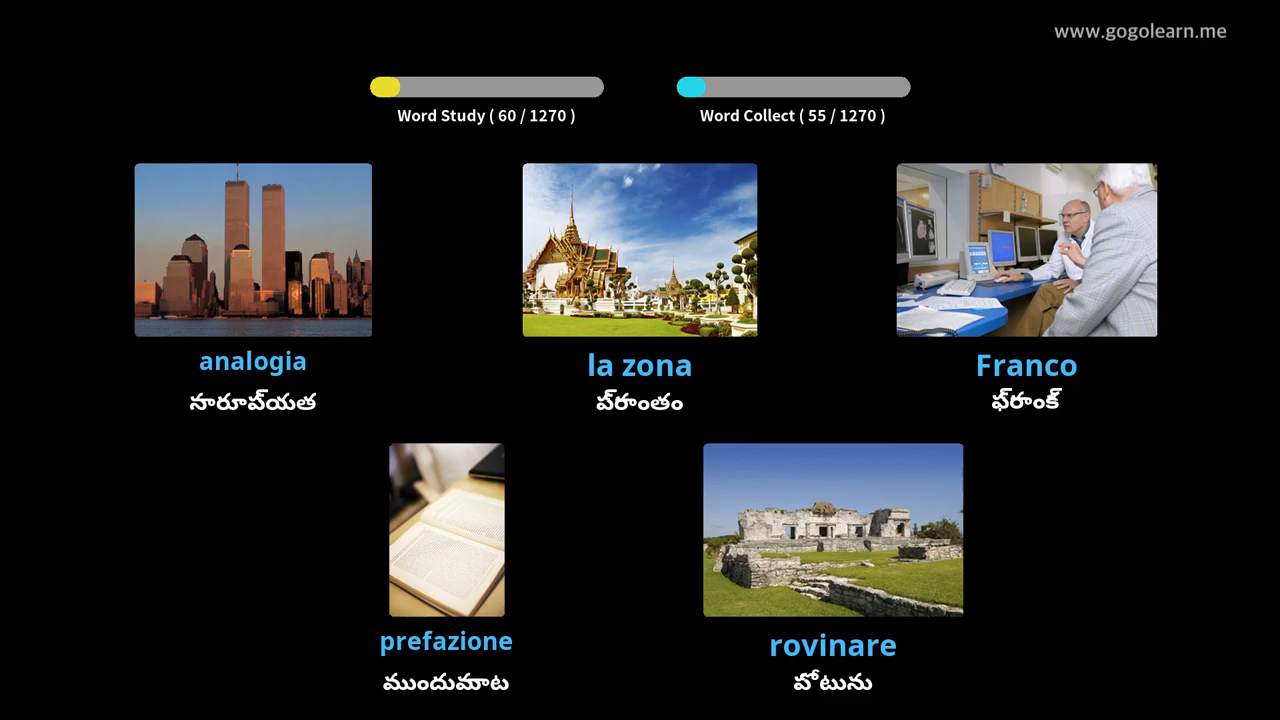 www.gogolearn.me
Word Study ( 60 / 1270 )
Word Collect ( 55 / 1270 )
analogia
la zona
Franco
సారూప్యత
ప్రాంతం
ఫ్రాంక్
prefazione
rovinare
ముందుమాట
పోటును